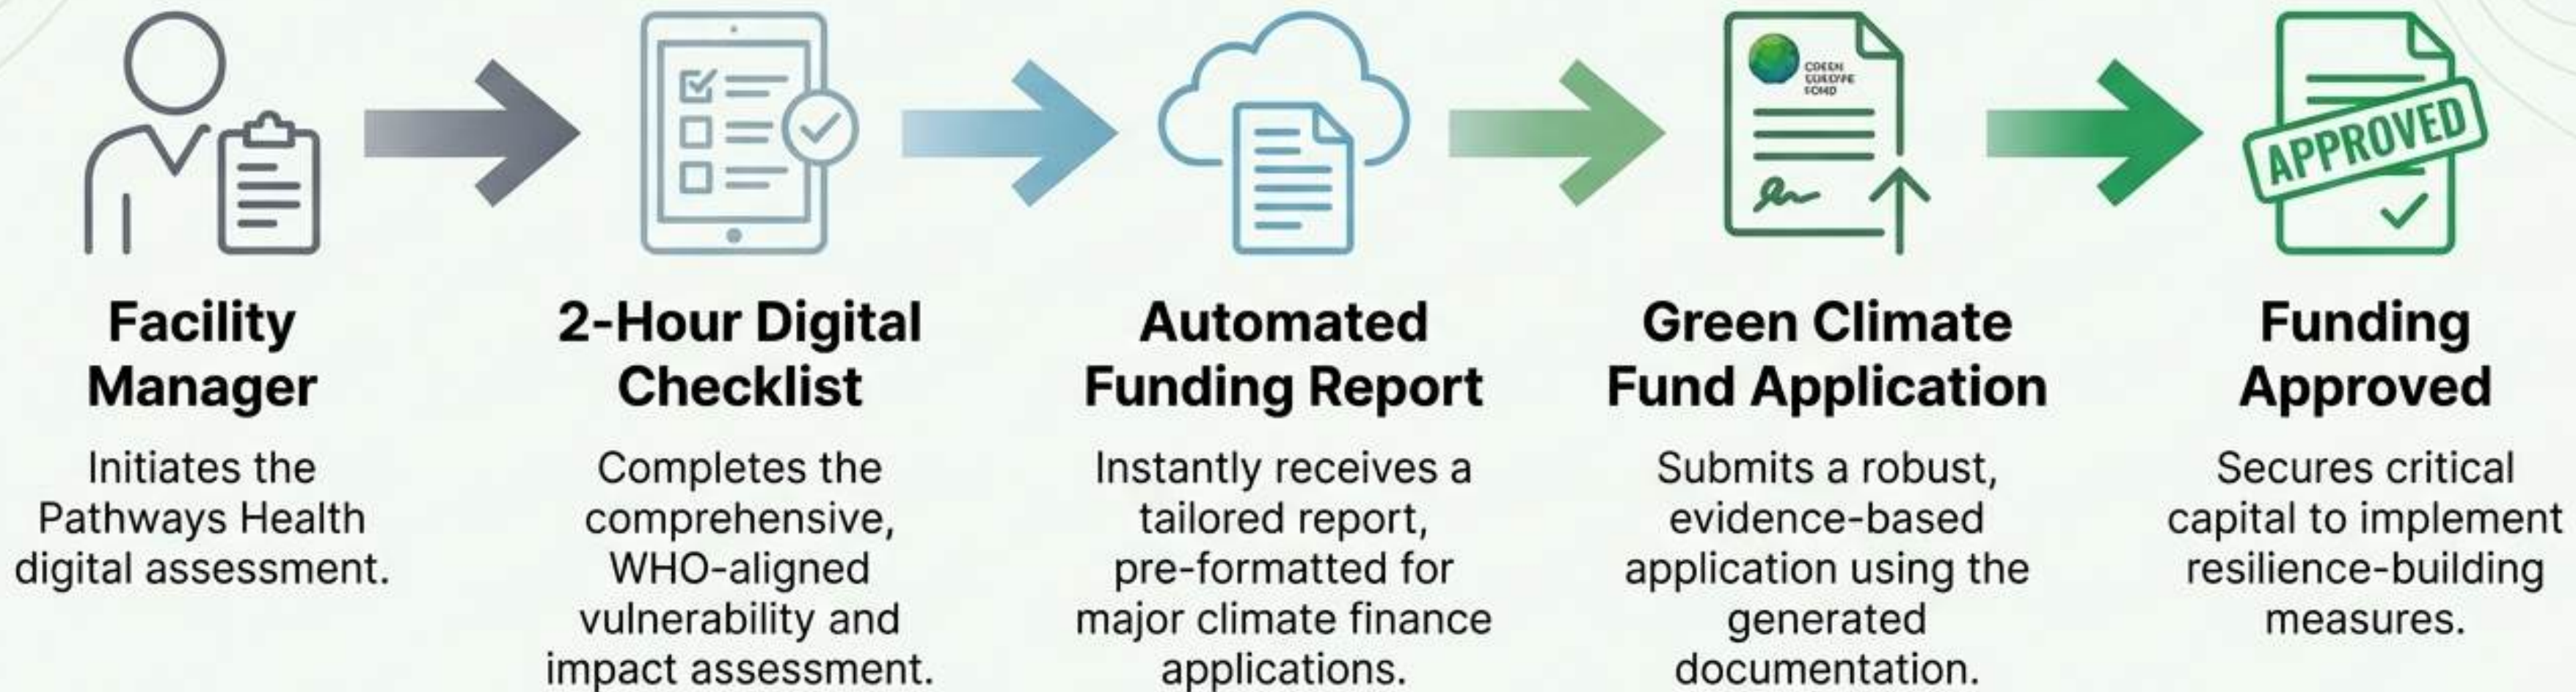 COEEN
EUKOVVE
FOHD
APPROVED
Facility
Manager
Initiates the
Pathways Health
digital assessment.
2-Hour Digital
Checklist
Completes the
comprehensive,
WHO-aligned
vulnerability and
impact assessment.
Automated
Funding Report
Instantly receives a
tailored report,
pre-formatted for
major climate finance
applications.
Green Climate
Fund Application
Submits a robust,
evidence-based
application using the
generated
documentation.
Funding
Approved
Secures critical
capital to implement
resilience-building
measures.